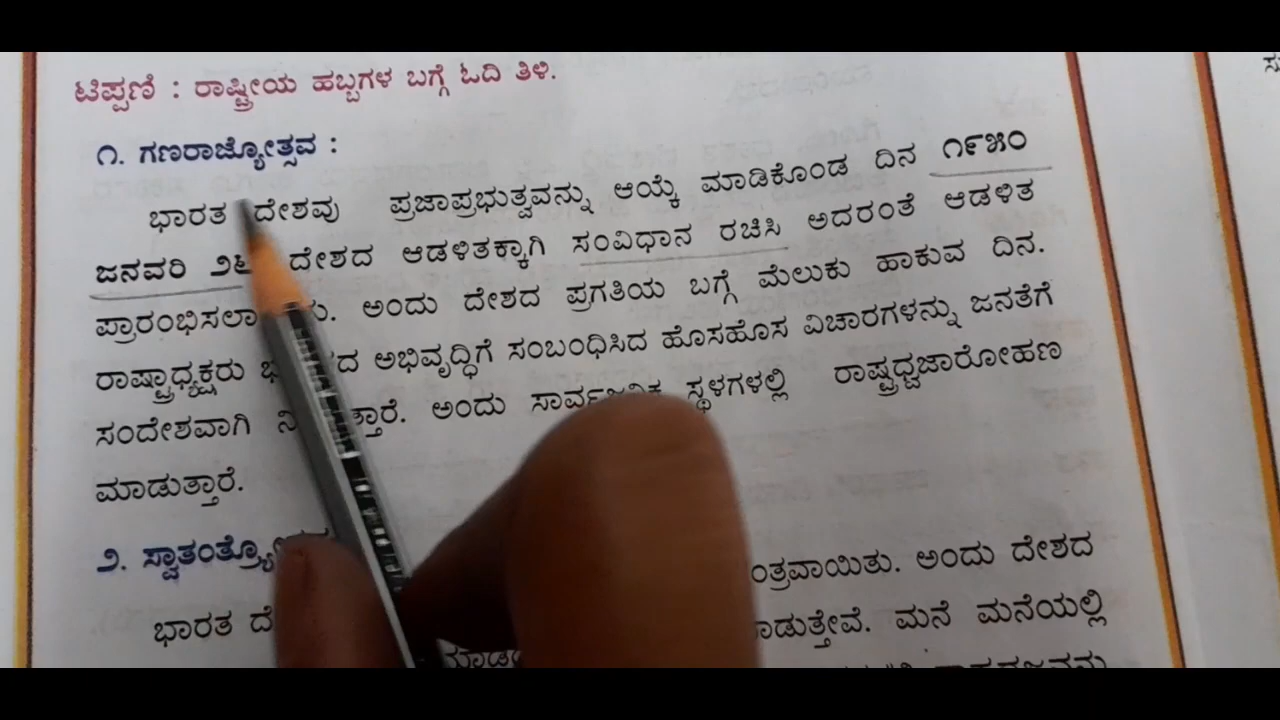 ಟಿಪ್ಪಣಿ : ರಾಷ್ಟ್ರೀಯ ಹಬ್ಬಗಳ ಬಗ್ಗೆ ಓದಿ ತಿಳಿ.
೧. ಗಣರಾಜ್ಯೋತ್ಸವ :
ಭಾರತ ದೇಶವು ಪ್ರಜಾಪ್ರಭುತ್ವವನ್ನು ಆಯ್ಕೆ ಮಾಡಿಕೊಂಡ ದಿನ ೧೯೫೦
ಜನವರಿ ೨೬ ದೇಶದ ಆಡಳಿತಕ್ಕಾಗಿ ಸಂವಿಧಾನ ರಚಿಸಿ ಅದರಂತೆ ಆಡಳಿತ
ಅಂದು ದೇಶದ ಪ್ರಗತಿಯ ಬಗ್ಗೆ ಮೆಲುಕು ಹಾಕುವ ದಿನ.
ರಾಷ್ಟ್ರಾಧ್ಯಕ್ಷರು ಅಭಿವೃದ್ಧಿಗೆ ಸಂಬಂಧಿಸಿದ ಹೊಸಹೊಸ ವಿಚಾರಗಳನ್ನು ಜನತೆಗೆ
ಸಂದೇಶವಾಗಿ ಅಂದು ಸಾರ್ವಜನಿಕ ಸ್ಥಳಗಳಲ್ಲಿ ರಾಷ್ಟ್ರಧ್ವಜಾರೋಹಣ
ಮಾಡುತ್ತಾರೆ.
೨.
ಅಂದು ದೇಶದ
ಭಾರತ ಮನೆ ಮನೆಯಲ್ಲಿ